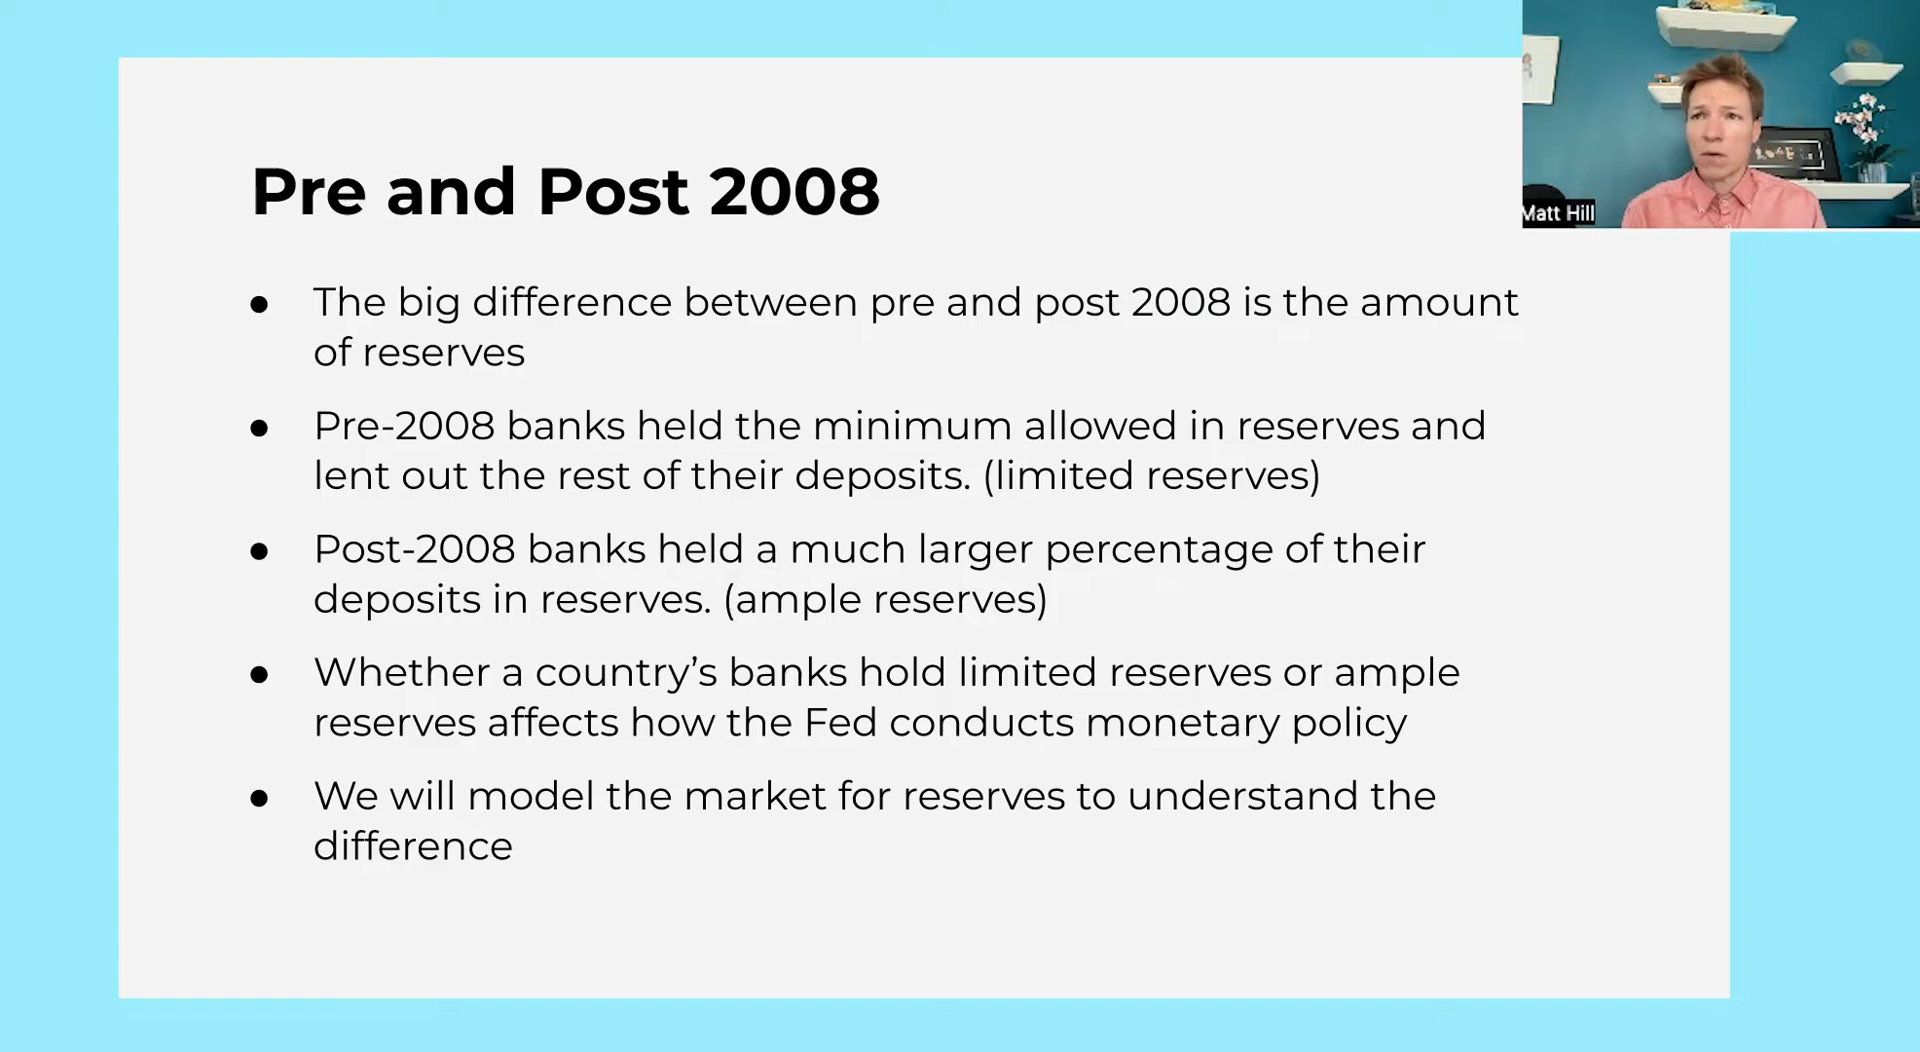 Pre and Post 2008
● The big difference between pre and post 2008 is the amount
of reserves
● Pre-2008 banks held the minimum allowed in reserves and
lent out the rest of their deposits. (limited reserves)
● Post-2008 banks held a much larger percentage of their
deposits in reserves. (ample reserves)
● Whether a country’s banks hold limited reserves or ample
reserves affects how the Fed conducts monetary policy
● We will model the market for reserves to understand the
difference
Matt Hill